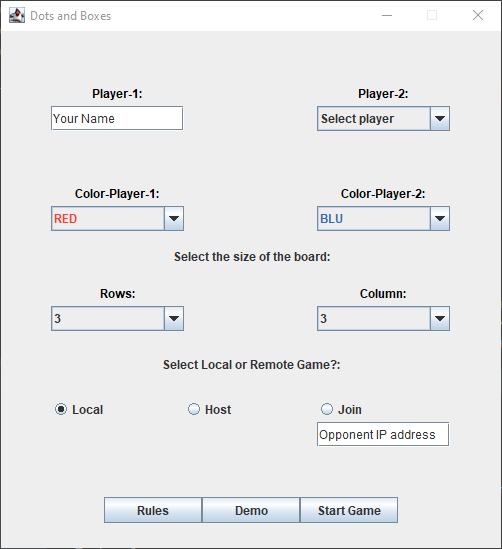 Dots and Boxes
Player-1: Player-2:
Your Name Select player
Color-Player-1: Color-Player-2:
RED BLU
Select the size of the board:
Rows: Column:
3 3
Select Local or Remote Game?:
Local Host Join
Opponent IP address
Rules Demo Start Game